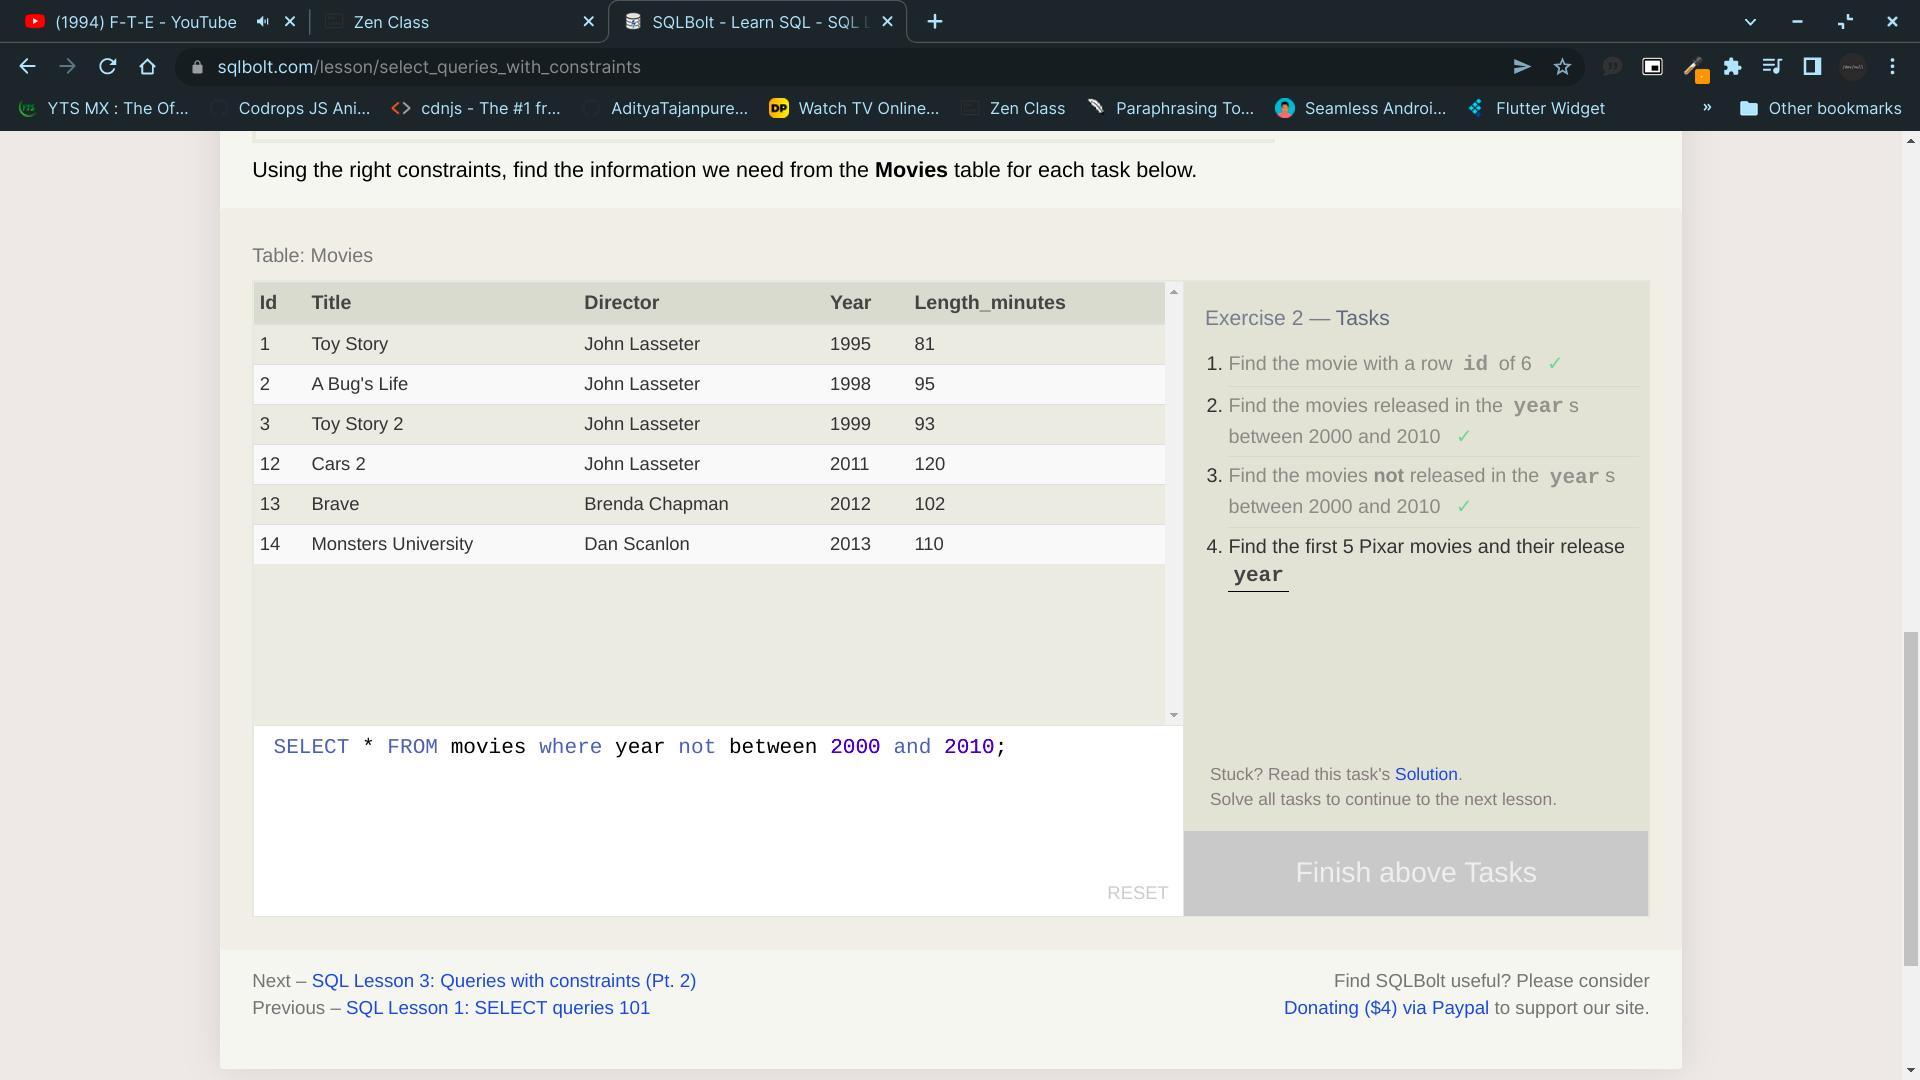 (1994) F-T-E - YouTube
Zen Class
SQLBolt - Learn SQL - SQL L
sqlbolt.com/lesson/select_queries_with_constraints
YTS MX : The Of...
Codrops JS Ani...
cdnjs - The #1 fr...
AdityaTajanpure...
DP Watch TV Online...
Zen Class
Paraphrasing To...
Seamless Androi...
Flutter Widget
»
Other bookmarks
Using the right constraints, find the information we need from the Movies table for each task below.
Table: Movies
Id Title Director Year Length_minutes
1 Toy Story John Lasseter 1995 81
2 A Bug's Life John Lasseter 1998 95
3 Toy Story 2 John Lasseter 1999 93
12 Cars 2 John Lasseter 2011 120
13 Brave Brenda Chapman 2012 102
14 Monsters University Dan Scanlon 2013 110
SELECT * FROM movies where year not between 2000 and 2010;
RESET
Exercise 2 — Tasks
1. Find the movie with a row id of 6 ✓
2. Find the movies released in the year s
between 2000 and 2010 ✓
3. Find the movies not released in the year s
between 2000 and 2010 ✓
4. Find the first 5 Pixar movies and their release
year
Stuck? Read this task's Solution.
Solve all tasks to continue to the next lesson.
Finish above Tasks
Next – SQL Lesson 3: Queries with constraints (Pt. 2)
Previous – SQL Lesson 1: SELECT queries 101
Find SQLBolt useful? Please consider
Donating ($4) via Paypal to support our site.